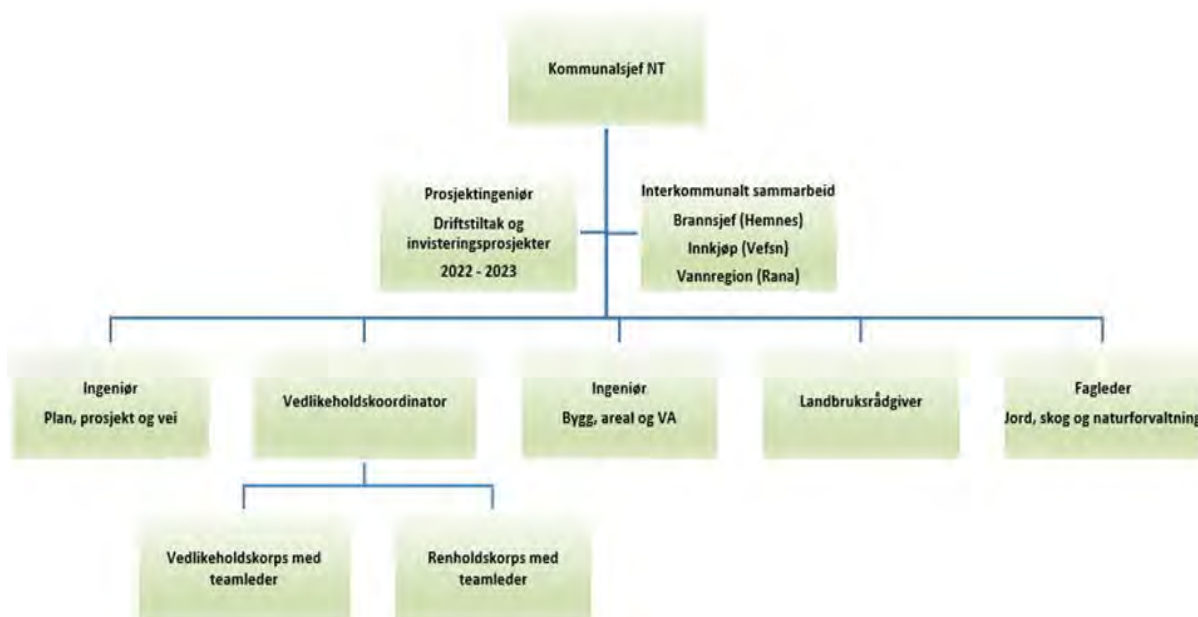 Kommunalsjef NT
Prosjektingeniør
Driftstiltak og
invisteringsprosjekter
2022 - 2023
Interkommunalt sammarbeid
Brannsjef (Hemnes)
Innkjøp (Vefsn)
Vannregion (Rana)
Ingeniør
Plan, prosjekt og vei
Vedlikeholdskoordinator
Ingeniør
Bygg, areal og VA
Landbruksrådgiver
Fagleder
Jord, skog og naturforvaltning
Vedlikeholdskorps med
teamleder
Renholdskorps med
teamleder